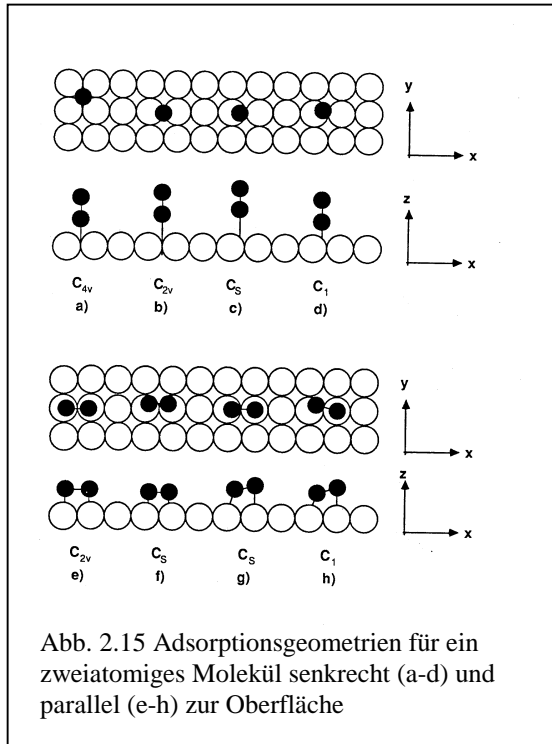 y
x
z
x
C4v C2v CS C1
a) b) c) d)
y
x
z
x
C2v CS CS C1
e) f) g) h)
Abb. 2.15 Adsorptionsgeometrien für ein
zweiatomiges Molekül senkrecht (a-d) und
parallel (e-h) zur Oberfläche